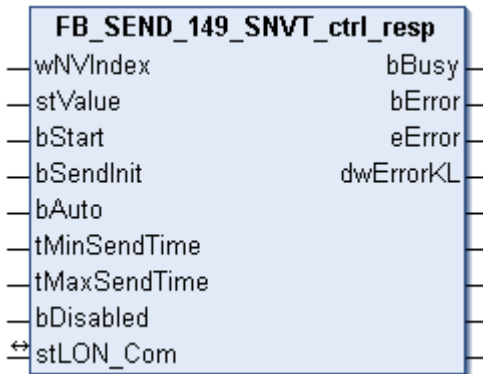 FB_SEND_149_SNVT_ctrl_resp
wNVIndex bBusy
stValue bError
bStart eError
bSendInit dwErrorKL
bAuto
tMinSendTime
tMaxSendTime
bDisabled
stLON_Com